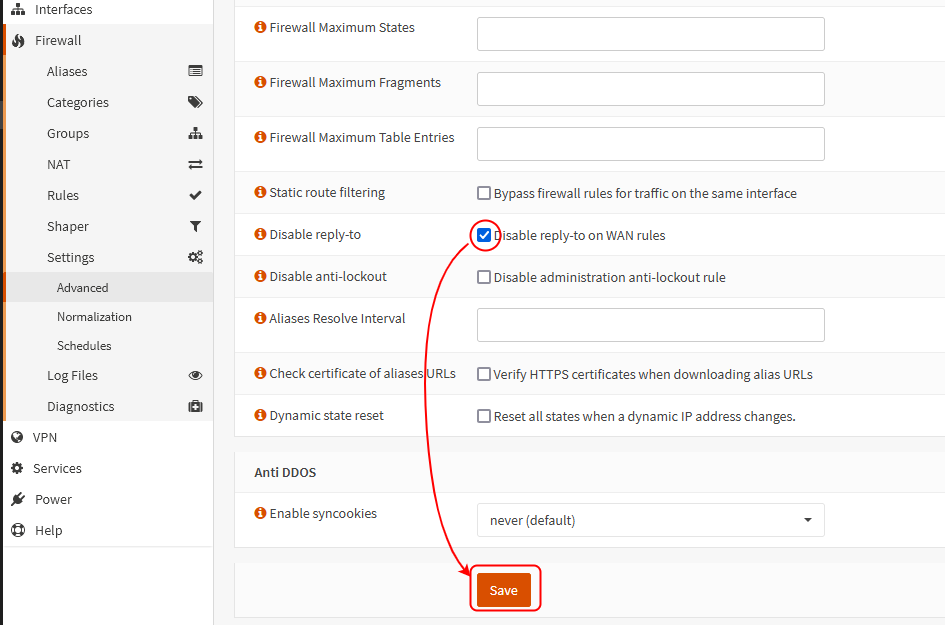 Interfaces
Firewall
Aliases
Categories
Groups
NAT
Rules
Shaper
Settings
Advanced
Normalization
Schedules
Log Files
Diagnostics
VPN
Services
Power
Help
Firewall Maximum States
Firewall Maximum Fragments
Firewall Maximum Table Entries
Static route filtering
Bypass firewall rules for traffic on the same interface
Disable reply-to
Disable reply-to on WAN rules
Disable anti-lockout
Disable administration anti-lockout rule
Aliases Resolve Interval
Check certificate of aliases URLs
Verify HTTPS certificates when downloading alias URLs
Dynamic state reset
Reset all states when a dynamic IP address changes.
Anti DDOS
Enable syncookies
never (default)
Save